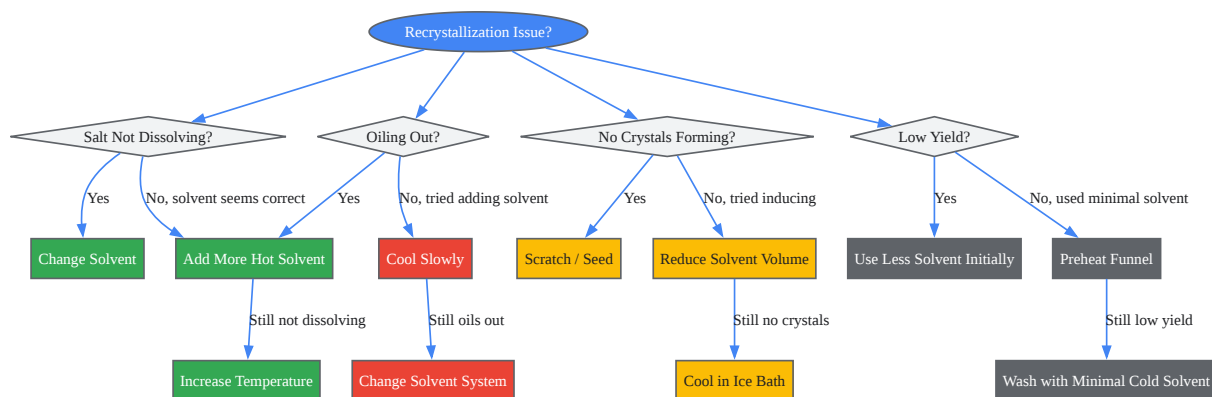 Recrystallization Issue?
Salt Not Dissolving?
Oiling Out?
No Crystals Forming?
Low Yield?
Yes
No, solvent seems correct
Yes
No, tried adding solvent
Yes
No, tried inducing
Yes
No, used minimal solvent
Change Solvent
Add More Hot Solvent
Cool Slowly
Scratch / Seed
Reduce Solvent Volume
Use Less Solvent Initially
Preheat Funnel
Still not dissolving
Still oils out
Still no crystals
Still low yield
Increase Temperature
Change Solvent System
Cool in Ice Bath
Wash with Minimal Cold Solvent